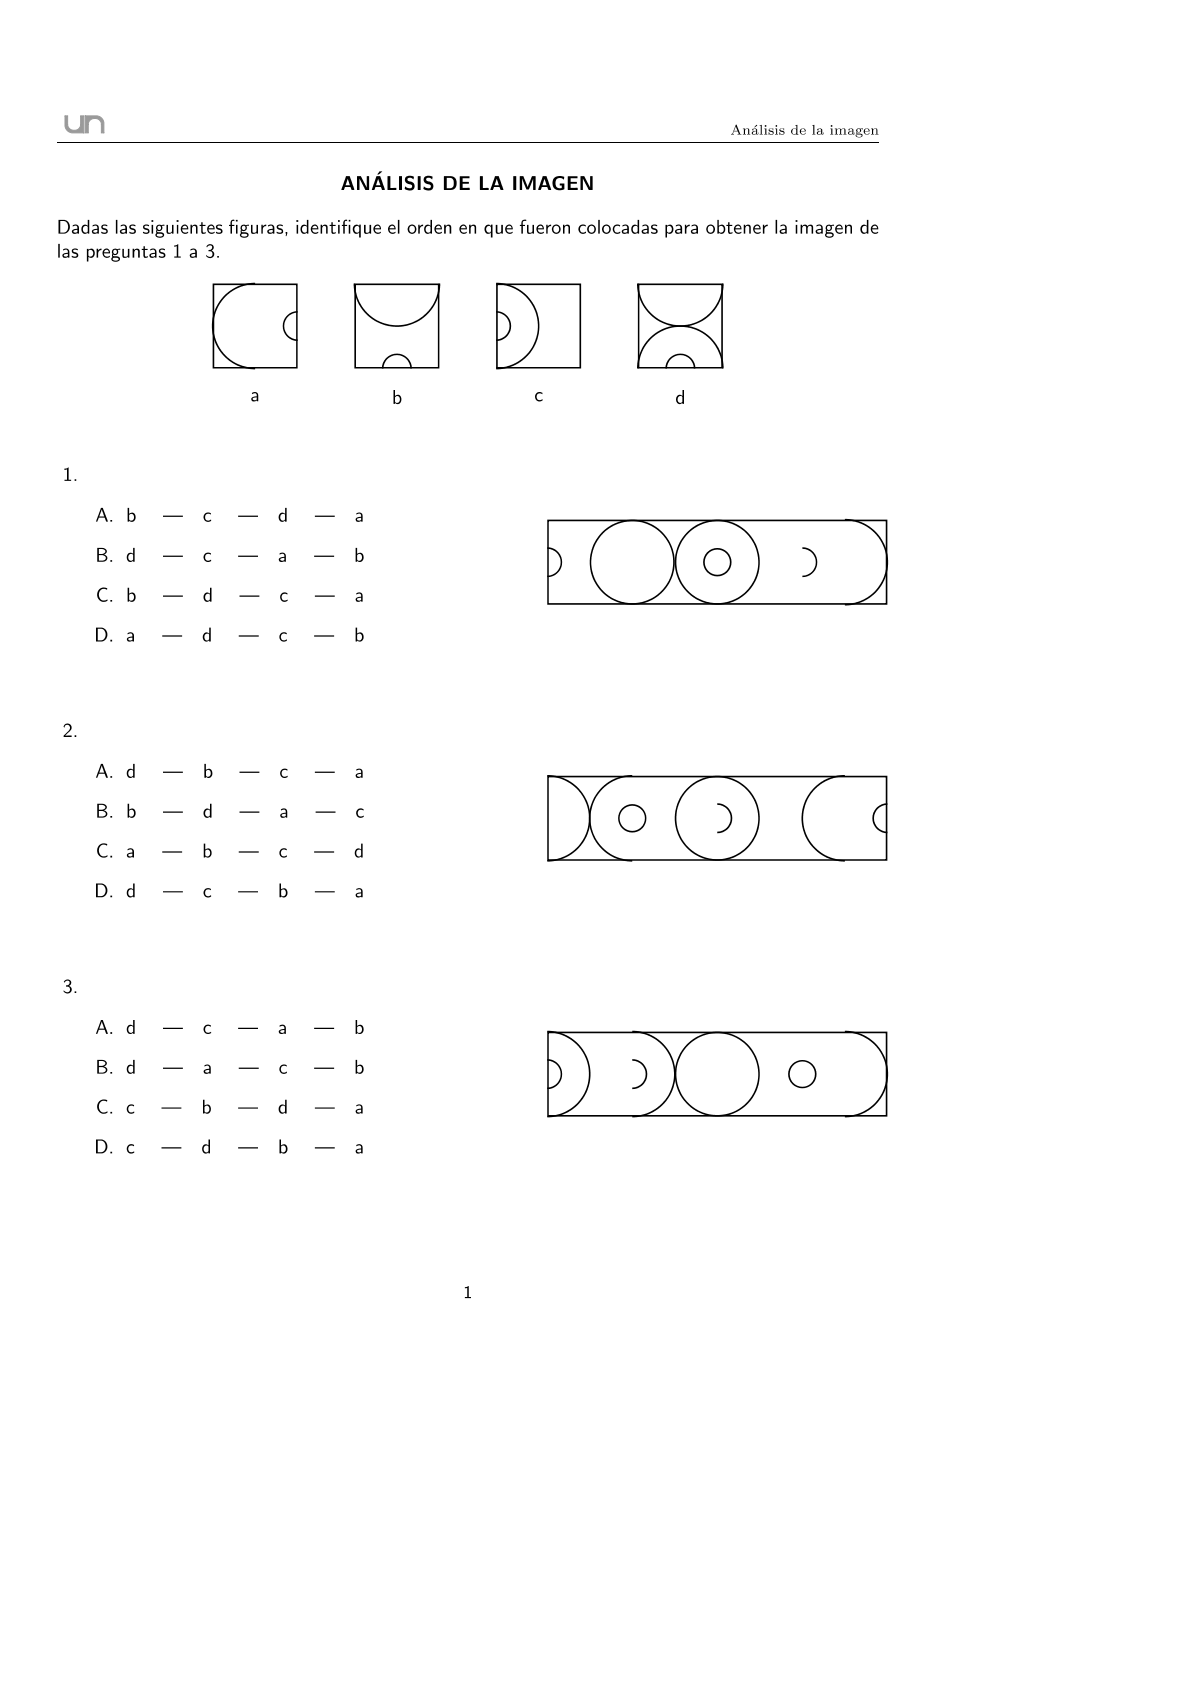 un
Análisis de la imagen
ANÁLISIS DE LA IMAGEN
Dadas las siguientes figuras, identifique el orden en que fueron colocadas para obtener la imagen de
las preguntas 1 a 3.
a b c d
1.
A. b — c — d — a
B. d — c — a — b
C. b — d — c — a
D. a — d — c — b
2.
A. d — b — c — a
B. b — d — a — c
C. a — b — c — d
D. d — c — b — a
3.
A. d — c — a — b
B. d — a — c — b
C. c — b — d — a
D. c — d — b — a
1